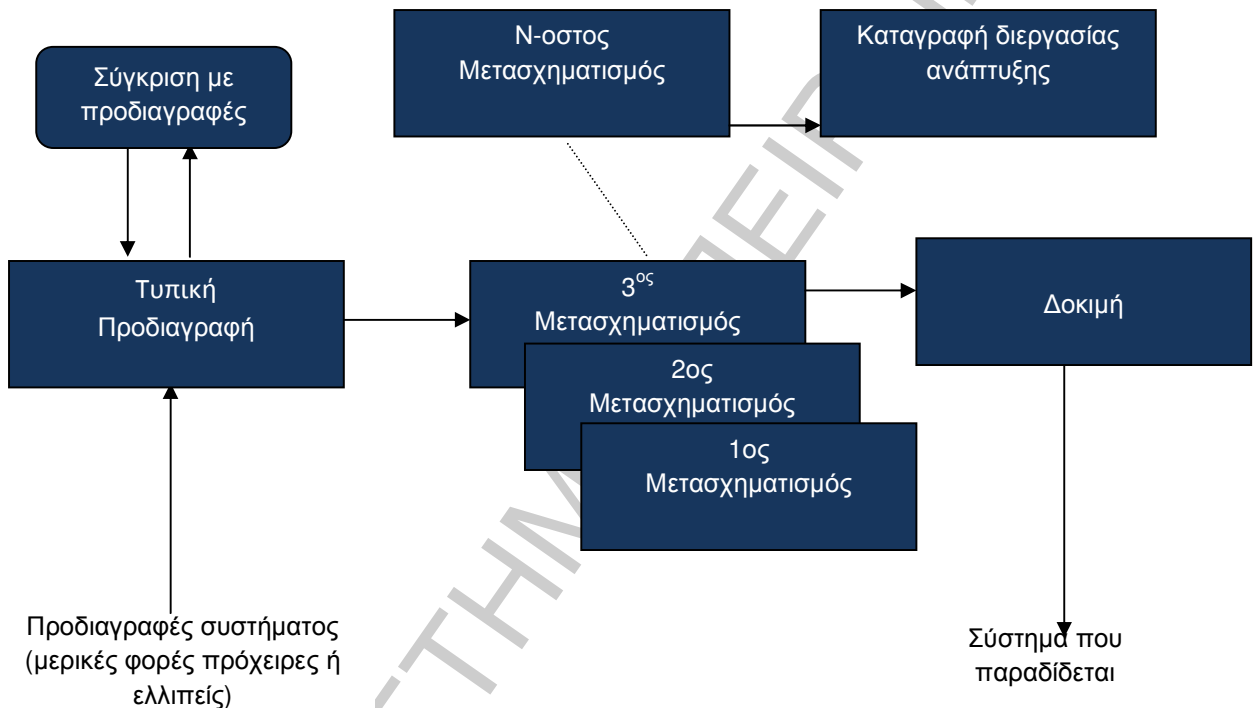 Ν-οστος
Μετασχηματισμός
Καταγραφή διεργασίας
ανάπτυξης
Σύγκριση με
προδιαγραφές
Τυπική
Προδιαγραφή
3ος
Μετασχηματισμός
2ος
Μετασχηματισμός
1ος
Μετασχηματισμός
Δοκιμή
Προδιαγραφές συστήματος
(μερικές φορές πρόχειρες ή
ελλιπείς)
Σύστημα που
παραδίδεται